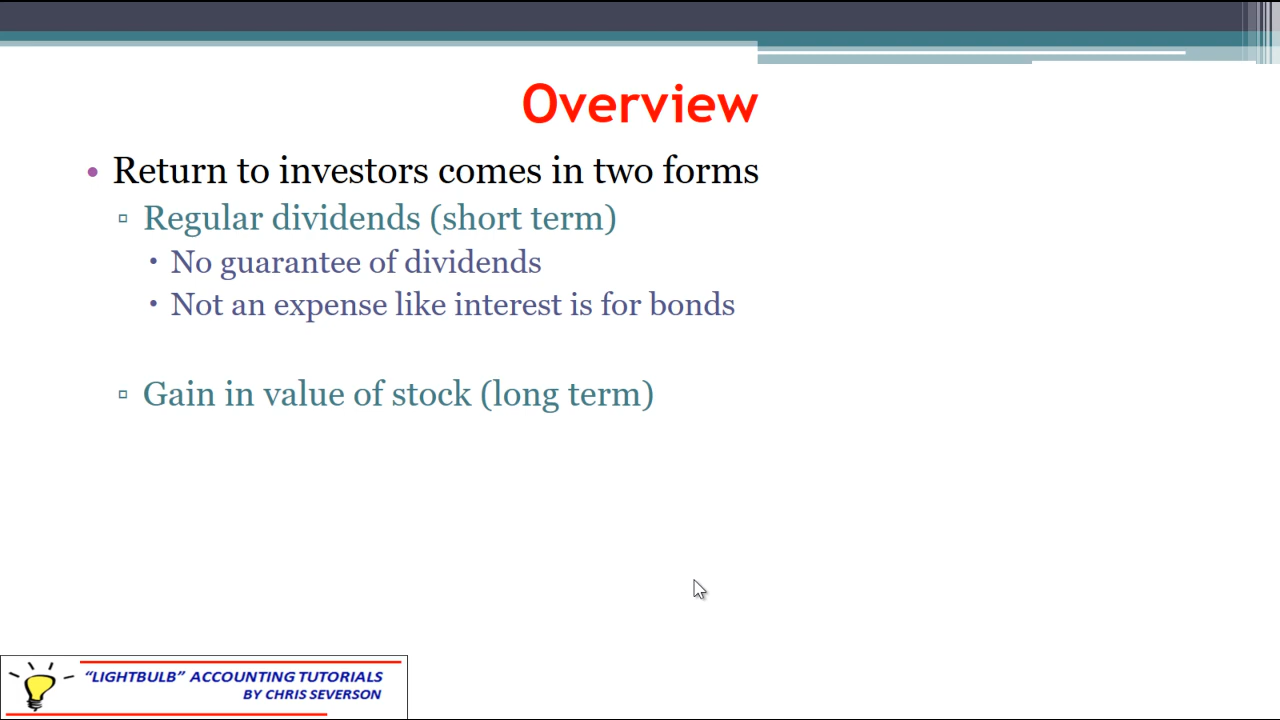 Overview
Return to investors comes in two forms
Regular dividends (short term)
No guarantee of dividends
Not an expense like interest is for bonds
Gain in value of stock (long term)
“LIGHTBULB” ACCOUNTING TUTORIALS
BY CHRIS SEVERSON